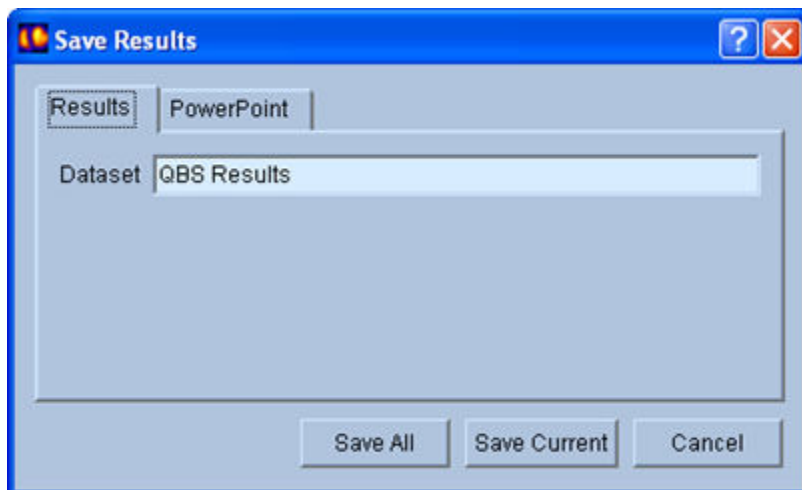 Save Results
?
Results PowerPoint
Dataset QBS Results
Save All Save Current Cancel